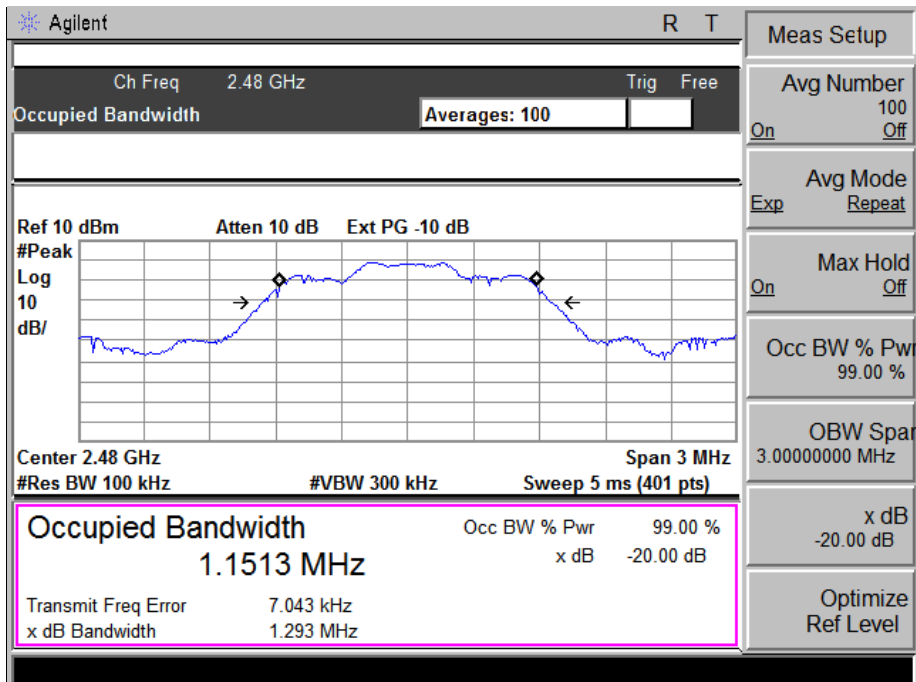 Agilent R T
Ch Freq 2.48 GHz Trig Free
Occupied Bandwidth Averages: 100
Ref 10 dBm Atten 10 dB Ext PG -10 dB
#Peak
Log
10
dB/
Center 2.48 GHz Span 3 MHz
#Res BW 100 kHz #VBW 300 kHz Sweep 5 ms (401 pts)
Occupied Bandwidth Occ BW % Pwr 99.00 %
1.1513 MHz x dB -20.00 dB
Transmit Freq Error 7.043 kHz
x dB Bandwidth 1.293 MHz
Meas Setup
Avg Number
100
On Off
Avg Mode
Exp Repeat
Max Hold
On Off
Occ BW % Pwr
99.00 %
OBW Span
3.00000000 MHz
x dB
-20.00 dB
Optimize
Ref Level